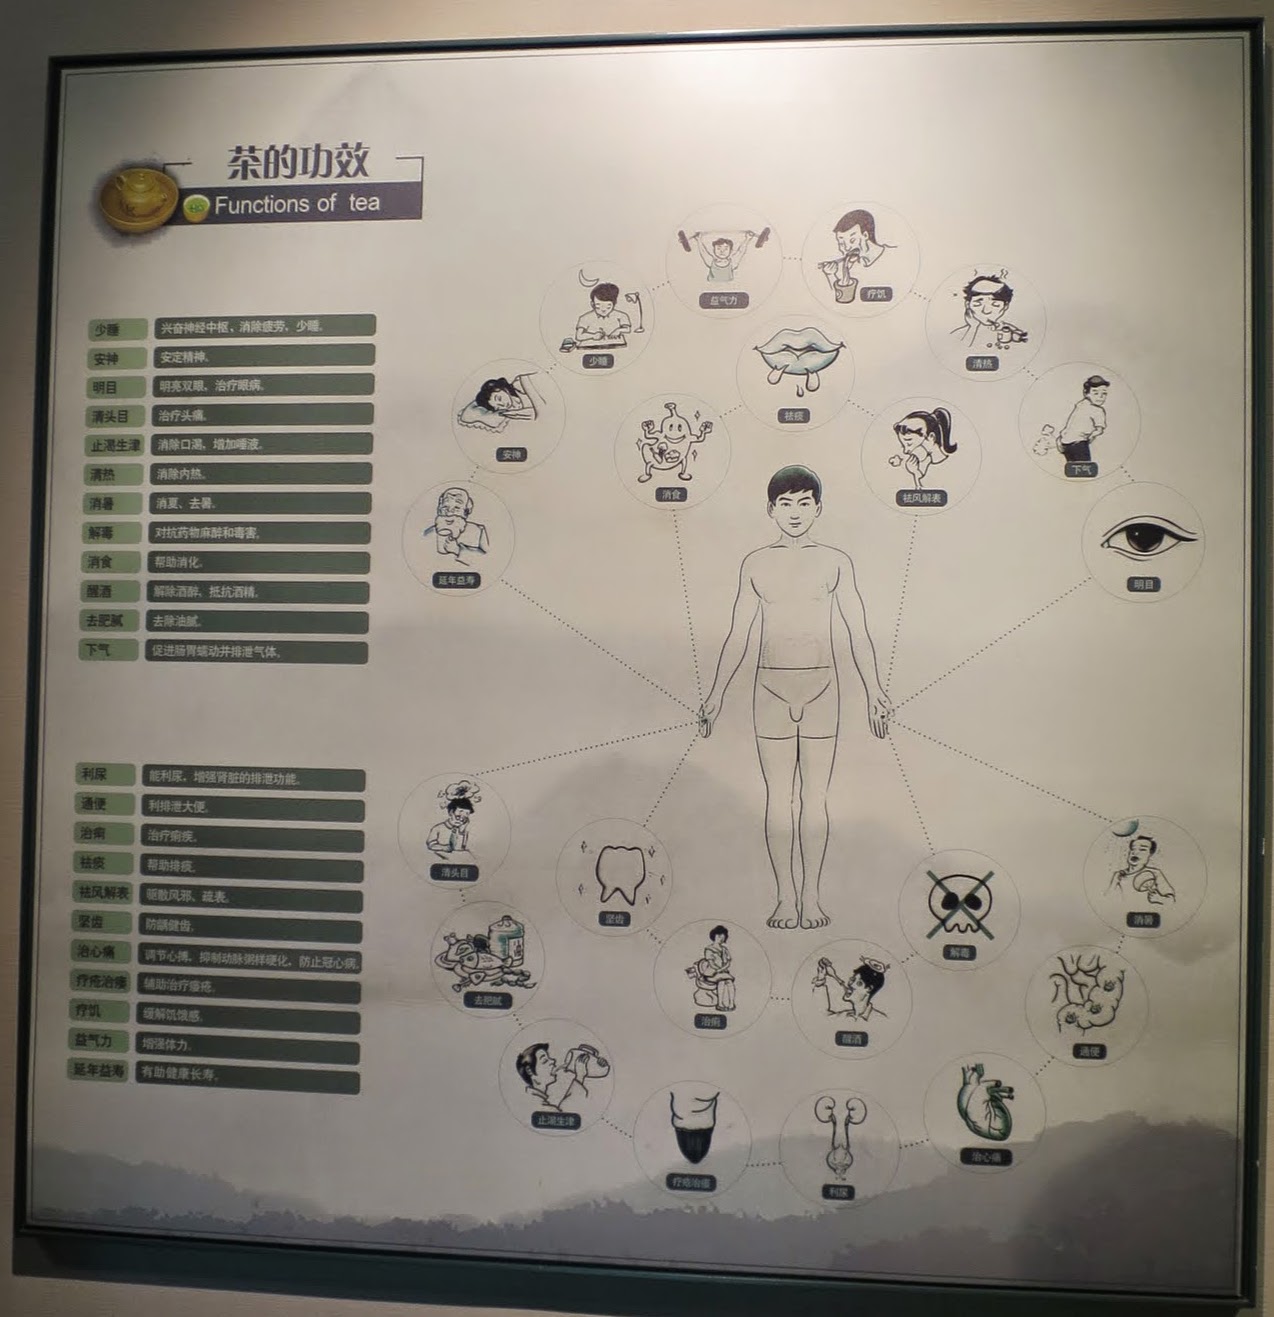 茶的功效
Functions of tea
少睡 兴奋神经中枢、消除疲劳、少睡。
安神 安定精神。
明目 明亮双眼，治疗眼病。
清头目 治疗头痛。
止渴生津 消除口渴，增加唾液。
清热 消除内热。
消暑 消夏、去暑。
解毒 对抗药物麻醉和毒害。
消食 帮助消化。
醒酒 解除酒醉、抵抗酒精。
去肥腻 去除油腻。
下气 促进肠胃蠕动并排泄气体。
利尿 能利尿、增强肾脏的排泄功能。
通便 利排泄大便。
治痢 治疗痢疾。
祛痰 帮助排痰。
祛风解表 驱散风邪、疏表。
坚齿 防龋健齿。
治心痛 调节心搏，抑制动脉粥样硬化，防止冠心病。
疗疮治瘘 辅助治疗瘘疮。
疗饥 缓解饥饿感。
益气力 增强体力。
延年益寿 有助健康长寿。
益气力
疗饥
少睡
清热
祛痰
安神
消食
祛风解表
下气
延年益寿
明目
清头目
坚齿
解毒
消暑
去肥腻
治痢
醒酒
通便
止渴生津
疗疮治瘘
利尿
治心痛